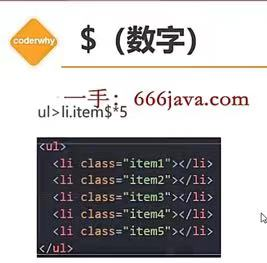 coderwhy
$（数字）
一手：666java.com
ul>li.item$*5
<ul>
<li class="item1"></li>
<li class="item2"></li>
<li class="item3"></li>
<li class="item4"></li>
<li class="item5"></li>
</ul>